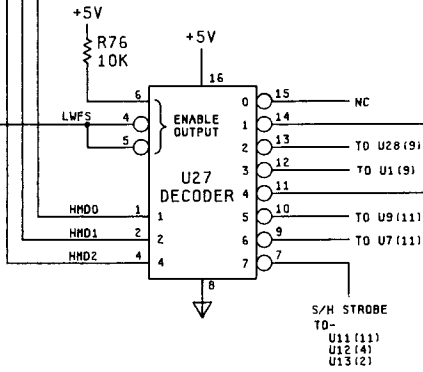 +5V
R76
10K
+5V
16
6
LWFS
4
5
ENABLE
OUTPUT
U27
DECODER
HMD0 1 1
HMD1 2 2
HMD2 4 4
8
0 15 NC
1 14
2 13 TO U28(9)
3 12 TO U1(9)
4 11
5 10 TO U9(11)
6 9 TO U7(11)
7 7
S/H STROBE
TO-
U11(11)
U12(4)
U13(2)